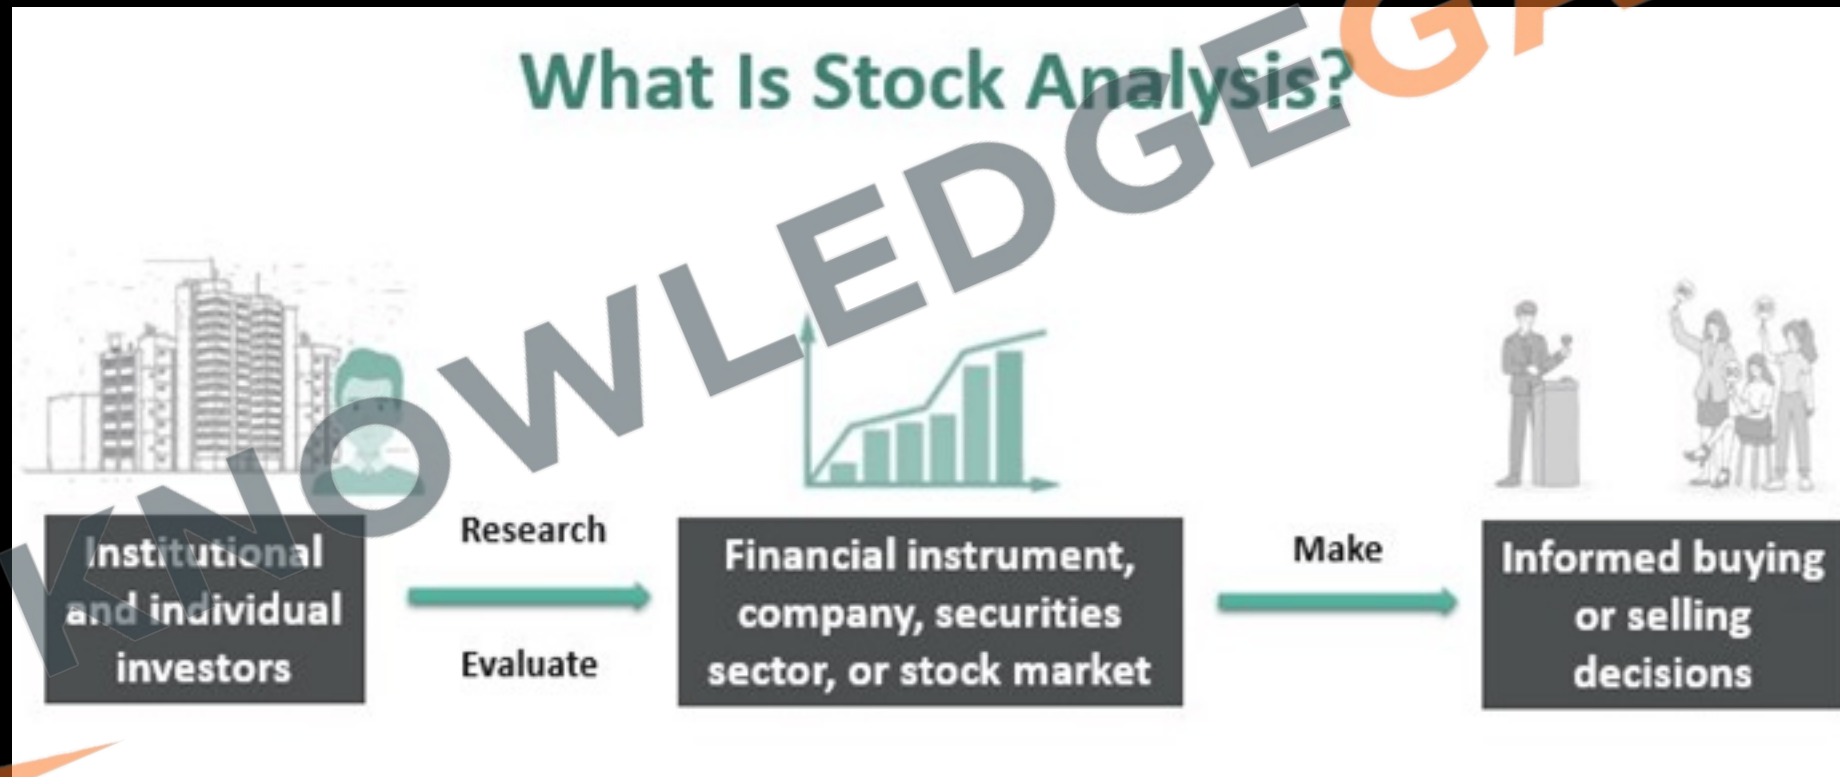 What Is Stock Analysis?
KNOWLEDGEGA
Institutional
and individual
investors
Research
Evaluate
Financial instrument,
company, securities
sector, or stock market
Make
Informed buying
or selling
decisions